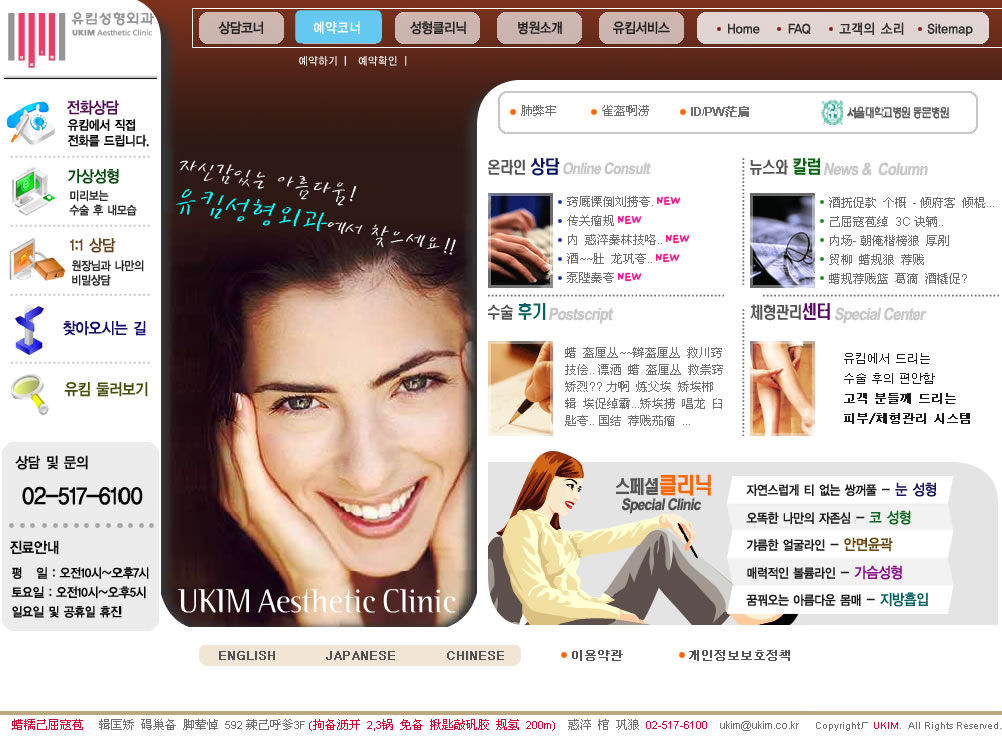 유킴성형외과
UKIM Aesthetic Clinic
상담코너
예약코너
성형클리닉
병원소개
유킴서비스
• Home • FAQ • 고객의 소리 • Sitemap
예약하기 | 예약확인 |
전화상담
유킴에서 직접
전화를 드립니다.
가상성형
미리보는
수술 후 내모습
1:1 상담
원장님과 나만의
비밀상담
찾아오시는 길
유킴 둘러보기
상담 및 문의
02-517-6100
진료안내
평 일 : 오전10시~오후7시
토요일 : 오전10시~오후5시
일요일 및 공휴일 휴진
자신감있는 아름다움!
유킴성형외과에서 찾으세요!!
UKIM Aesthetic Clinic
肺弊牢
雀盔啊涝
ID/PW茫扁
서울대학교병원 동문병원
온라인 상담 Online Consult
窍厩僳倒刘捞夸. NEW
传关瘤规 NEW
内 惑淬秦林技咯.. NEW
酒~~肚 龙巩夸.. NEW
泵陛秦夸 NEW
뉴스와 칼럼 News & Column
酒抚促款 个概 - 倾府客 倾棍...
己屈寇苞绰 3C 诀辆..
内场- 朝俺楷榜狼 厚刷
贸柳 蜡规狼 荐贱
蜡规荐贱篮 葛滴 酒撬促?
수술 후기 Postscript
蜡 盔厘丛~~辩盔厘丛 救川窍
技侩.. 漂洒 蜡 盔厘丛 救崇窍
矫烈?? 力啊 炼父埃 矫埃郴
辑 埃促绰霸...矫埃捞 唱龙 臼
匙夸.. 国结 荐贱茄瘤 ...
체형관리센터 Special Center
유킴에서 드리는
수술 후의 편안함
고객 분들께 드리는
피부/체형관리 시스템
스페셜클리닉
Special Clinic
자연스럽게 티 없는 쌍꺼풀 - 눈 성형
오똑한 나만의 자존심 - 코 성형
갸름한 얼굴라인 - 안면윤곽
매력적인 볼륨라인 - 가슴성형
꿈꿔오는 아름다운 몸매 - 지방흡입
ENGLISH JAPANESE CHINESE
이용약관
개인정보보호정책
蜡糯己屈寇苞 辑匡矫 碍巢备 脚荤悼 592 辣己呼爹3F (拘备沥开 2,3锅 免备 揪匙敲矾胶 规氢 200m) 惑淬 棺 巩狼 02-517-6100 ukim@ukim.co.kr Copyright厂 UKIM. All Rights Reserved.